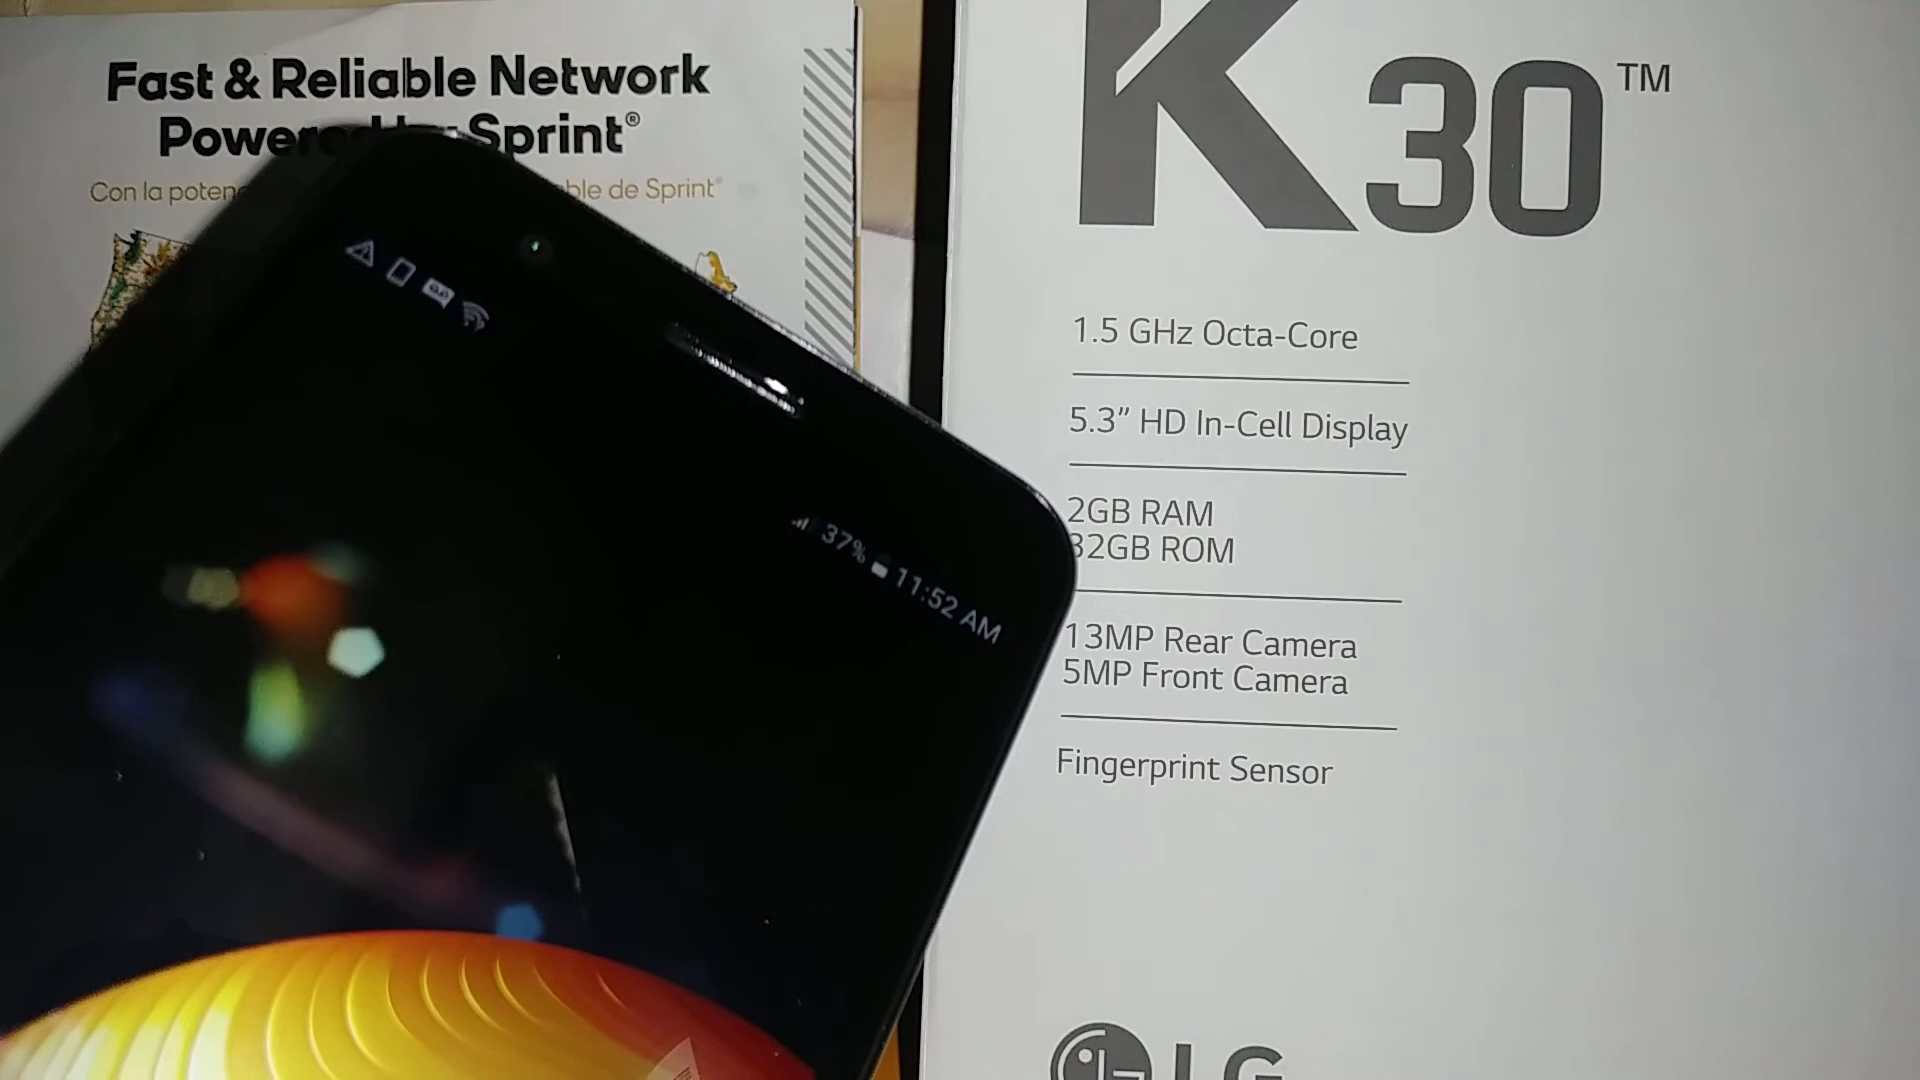 Fast & Reliable Network
Powered by Sprint®
Con la poten ble de Sprint®
37% 11:52 AM
K30™
1.5 GHz Octa-Core
5.3” HD In-Cell Display
2GB RAM
32GB ROM
13MP Rear Camera
5MP Front Camera
Fingerprint Sensor
LG